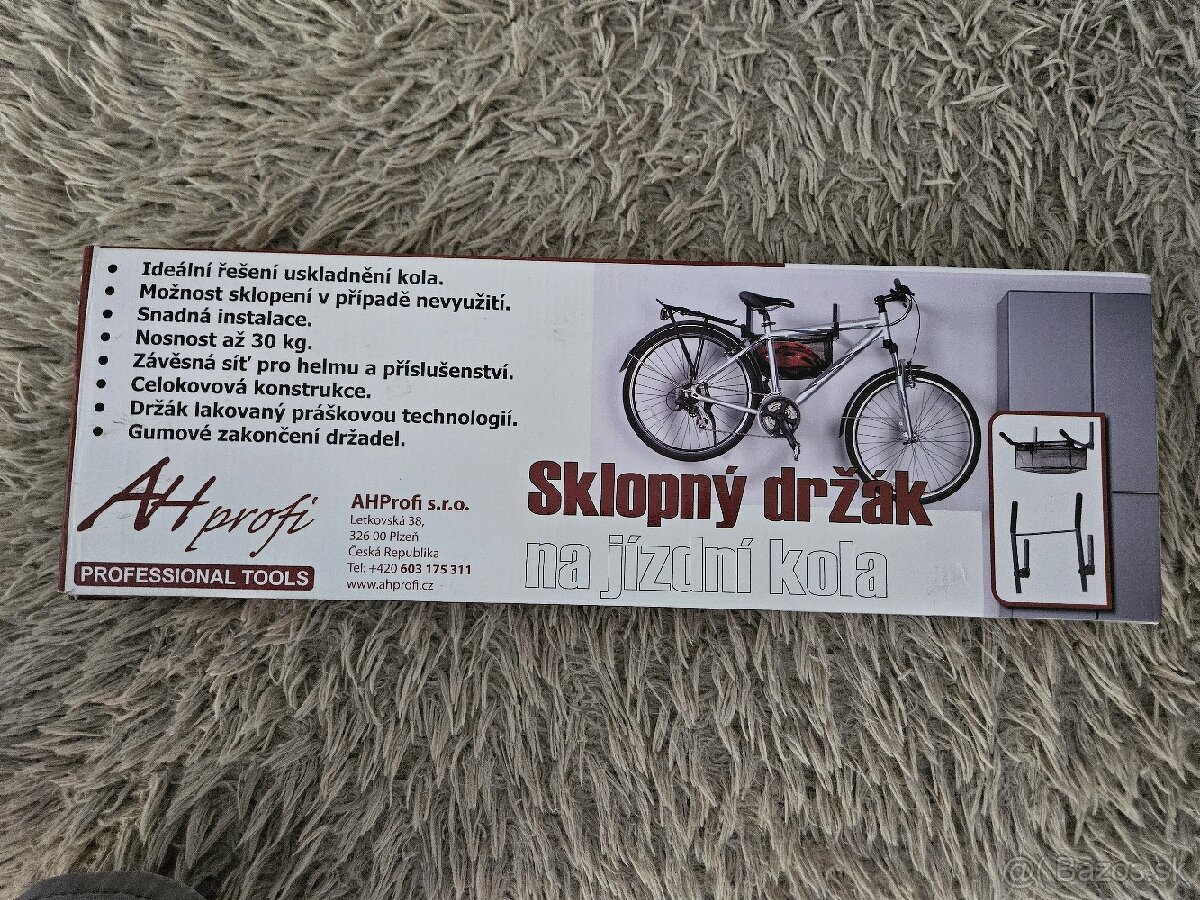 • Ideální řešení uskladnění kola.
• Možnost sklopení v případě nevyužití.
• Snadná instalace.
• Nosnost až 30 kg.
• Závěsná síť pro helmu a příslušenství.
• Celokovová konstrukce.
• Držák lakovaný práškovou technologií.
• Gumové zakončení držadel.
AH profi
PROFESSIONAL TOOLS
AHProfi s.r.o.
Letkovská 38,
326 00 Plzeň
Česká Republika
Tel: +420 603 175 311
www.ahprofi.cz
Sklopný držák
na jízdní kola
Bazos.sk